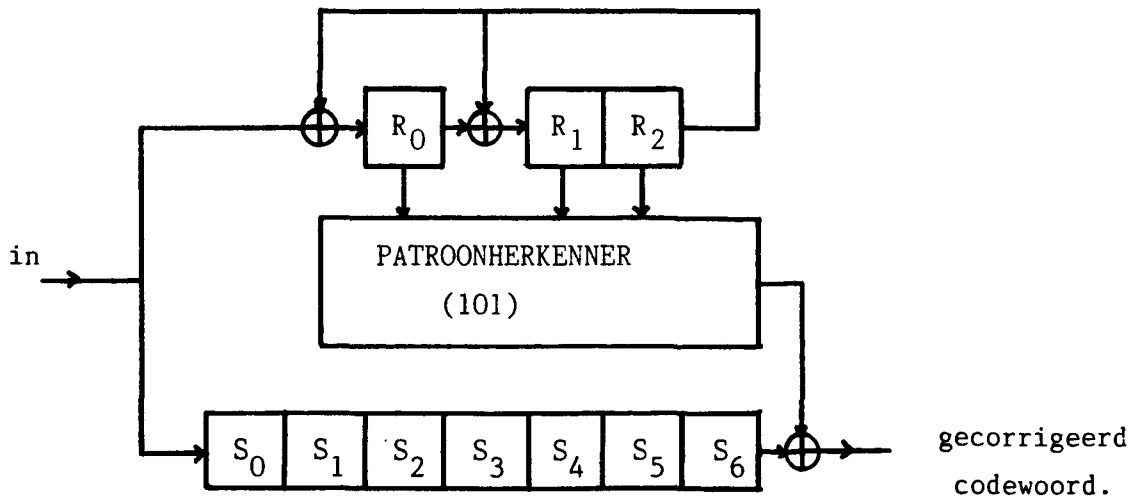 R0 R1 R2
in
PATROONHERKENNER
(101)
S0 S1 S2 S3 S4 S5 S6
gecorrigeerd
codewoord.